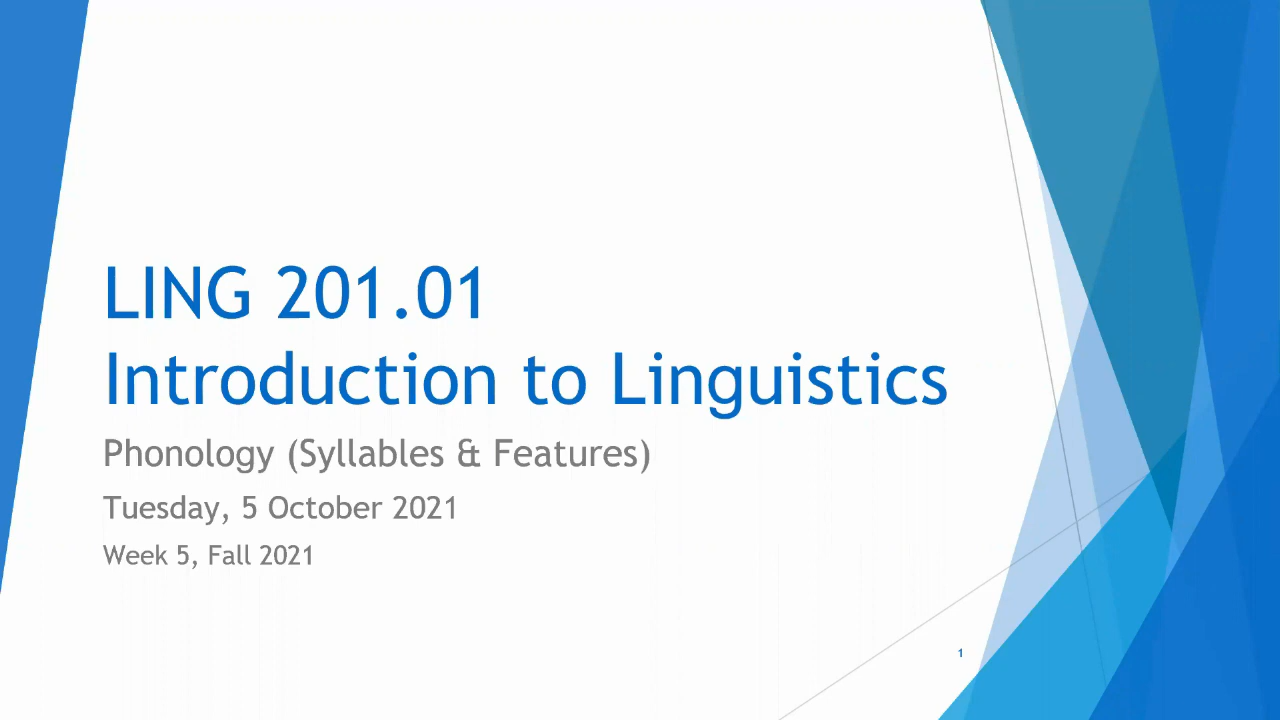 LING 201.01
Introduction to Linguistics
Phonology (Syllables & Features)
Tuesday, 5 October 2021
Week 5, Fall 2021
1